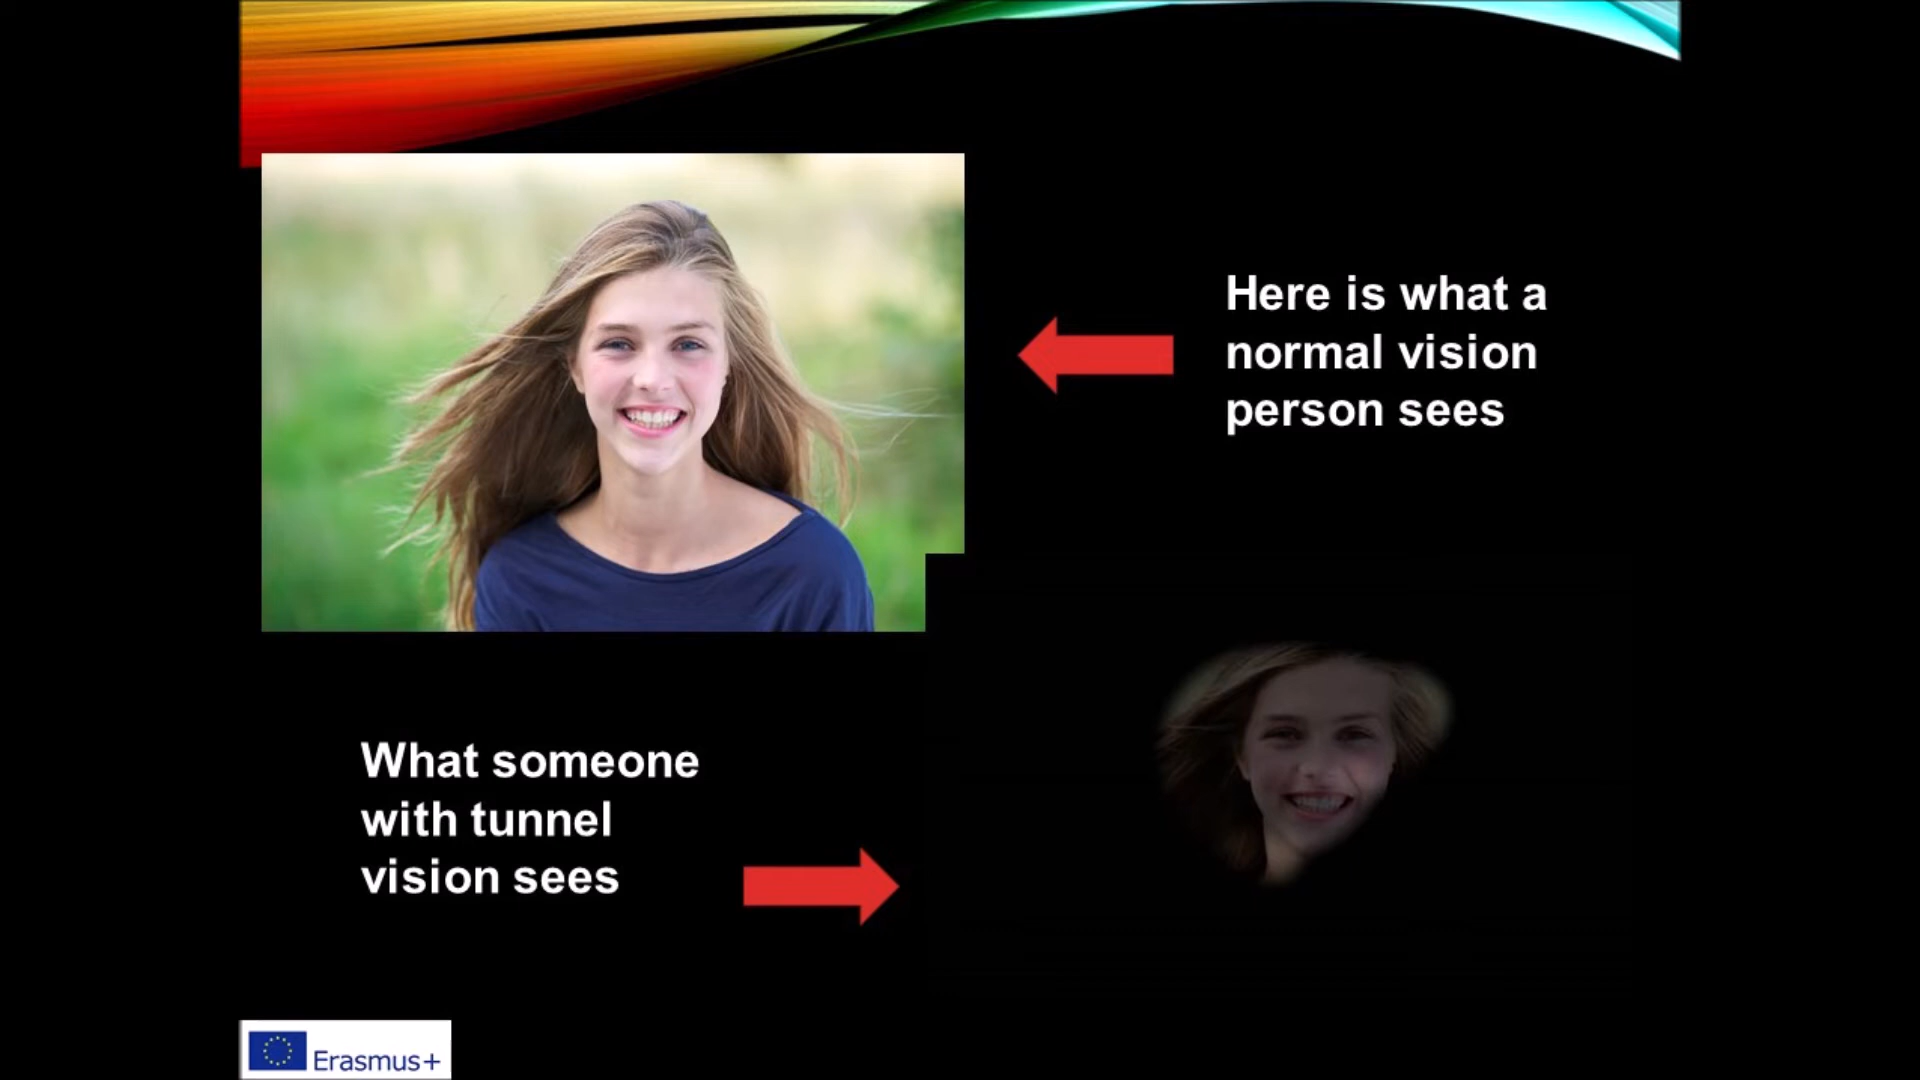 Here is what a
normal vision
person sees
What someone
with tunnel
vision sees
Erasmus+